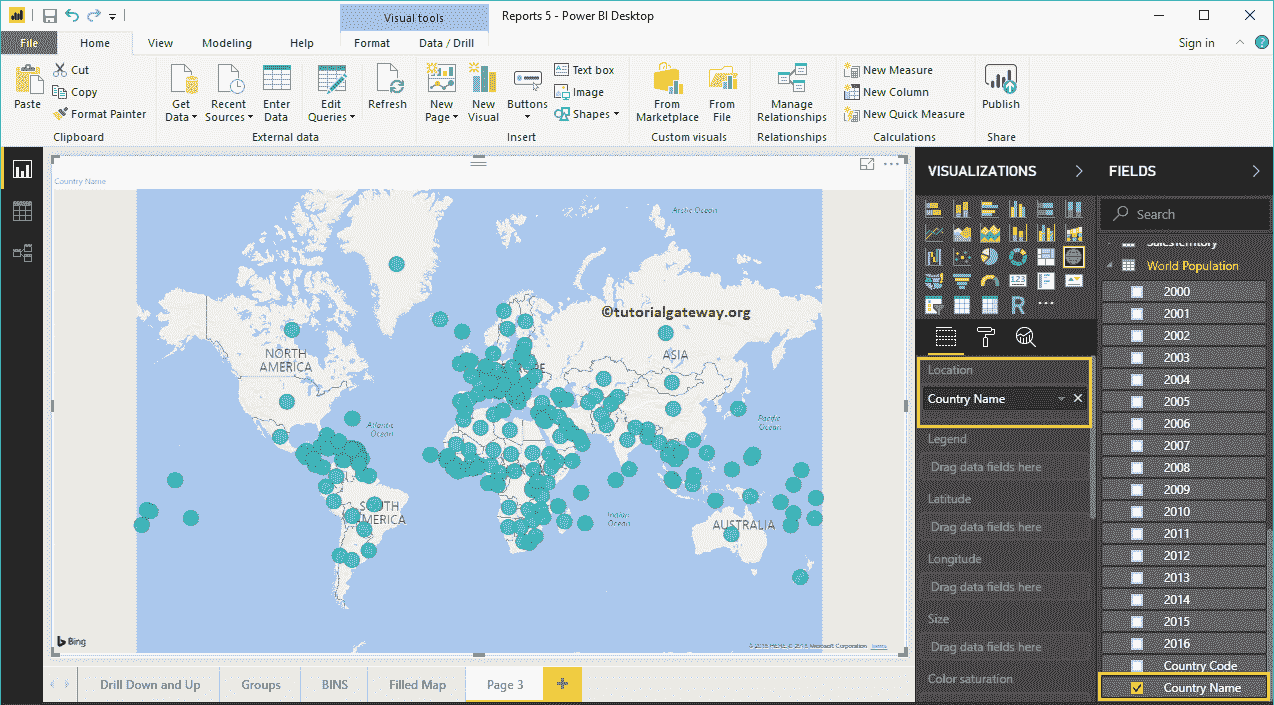 Visual tools
Reports 5 - Power BI Desktop
File
Home
View
Modeling
Help
Format
Data / Drill
Sign in
Paste
Cut
Copy
Format Painter
Clipboard
Get Data
Recent Sources
Enter Data
Edit Queries
External data
Refresh
New Page
New Visual
Buttons
Text box
Image
Shapes
Insert
From Marketplace
From File
Custom visuals
Manage Relationships
Relationships
New Measure
New Column
New Quick Measure
Calculations
Publish
Share
Country Name
Arctic Ocean
©tutorialgateway.org
NORTH AMERICA
ASIA
Atlantic Ocean
Pacific Ocean
SOUTH AMERICA
Indian Ocean
AUSTRALIA
Bing
Microsoft Corporation
Terms
Drill Down and Up
Groups
BINS
Filled Map
Page 3
VISUALIZATIONS
123
R
Location
Country Name
Legend
Drag data fields here
Latitude
Drag data fields here
Longitude
Drag data fields here
Size
Drag data fields here
Color saturation
FIELDS
Search
SalesTerritory
World Population
2000
2001
2002
2003
2004
2005
2006
2007
2008
2009
2010
2011
2012
2013
2014
2015
2016
Country Code
Country Name